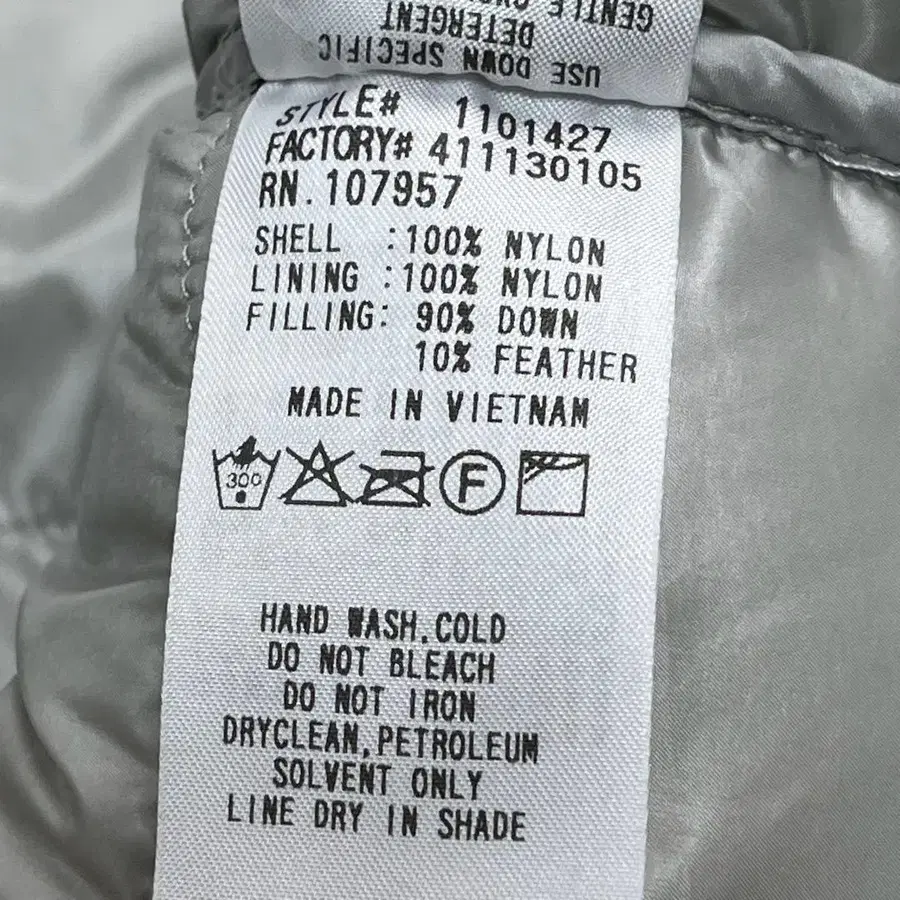 GENTLE
DETERGENT
USE DOWN SPECIFIC
STYLE# 1101427
FACTORY# 411130105
RN.107957
SHELL :100% NYLON
LINING :100% NYLON
FILLING: 90% DOWN
10% FEATHER
MADE IN VIETNAM
300 F
HAND WASH.COLD
DO NOT BLEACH
DO NOT IRON
DRYCLEAN,PETROLEUM
SOLVENT ONLY
LINE DRY IN SHADE